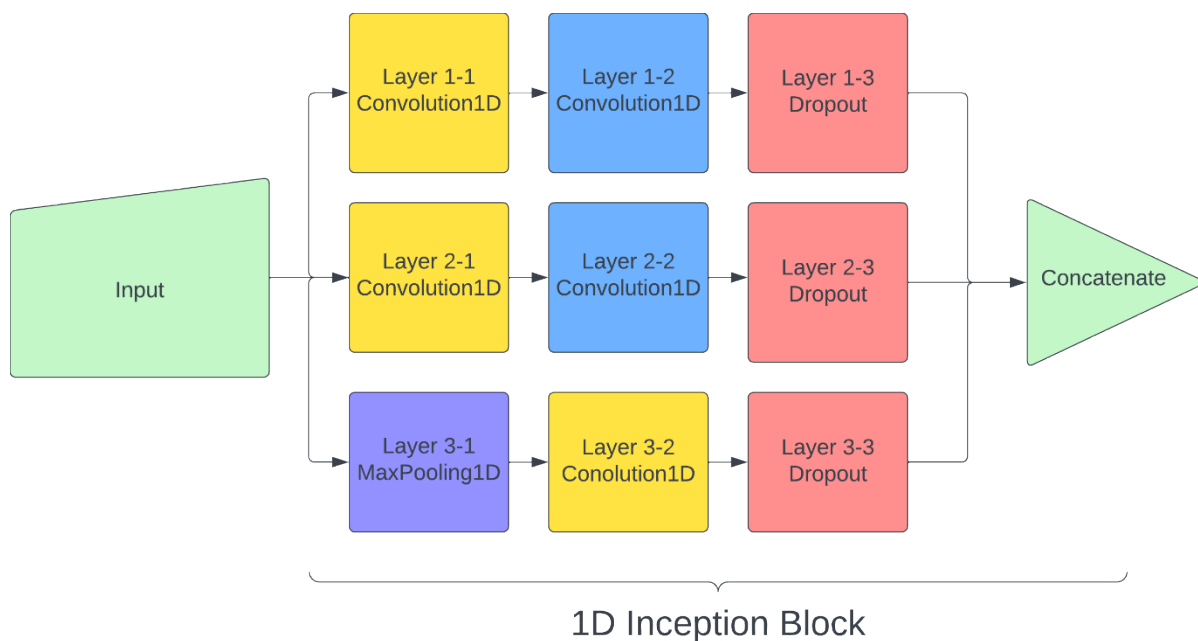 Layer 1-1
Convolution1D
Layer 1-2
Convolution1D
Layer 1-3
Dropout
Input
Layer 2-1
Convolution1D
Layer 2-2
Convolution1D
Layer 2-3
Dropout
Concatenate
Layer 3-1
MaxPooling1D
Layer 3-2
Conolution1D
Layer 3-3
Dropout
1D Inception Block